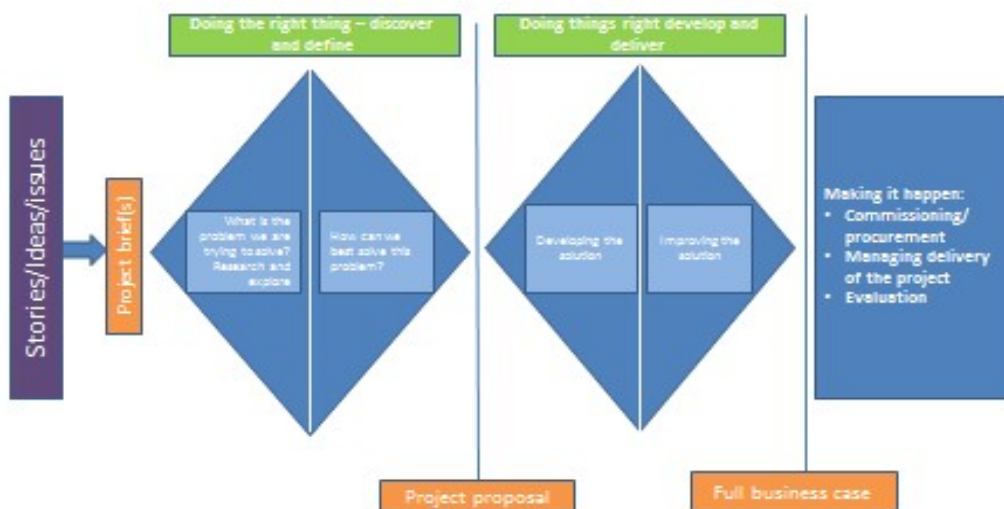 Doing the right thing – discover
and define
Doing things right develop and
deliver
Stories/ideas/issues
Project brief(s)
What is the
problem we are
trying to solve?
Research and
explore
How can we
best solve this
problem?
Developing the
solution
Improving the
solution
Making it happen:
• Commissioning/
procurement
• Managing delivery
of the project
• Evaluation
Project proposal
Full business case